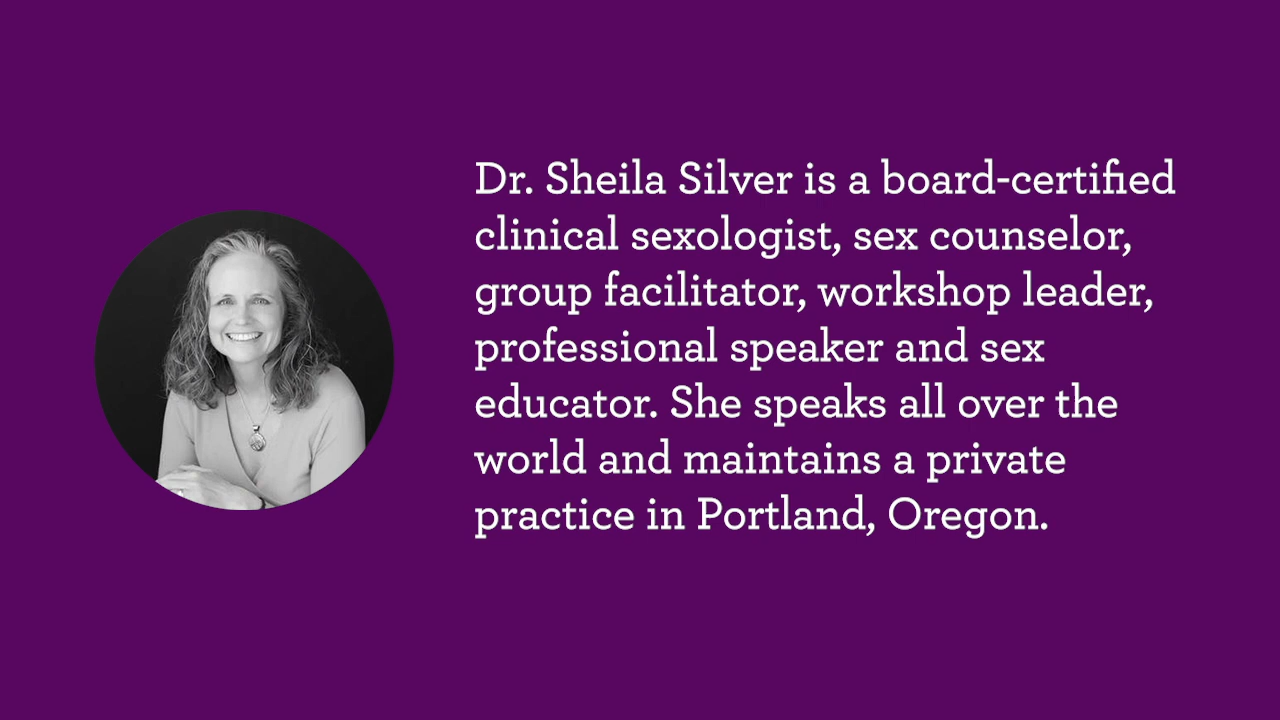 Dr. Sheila Silver is a board-certified
clinical sexologist, sex counselor,
group facilitator, workshop leader,
professional speaker and sex
educator. She speaks all over the
world and maintains a private
practice in Portland, Oregon.